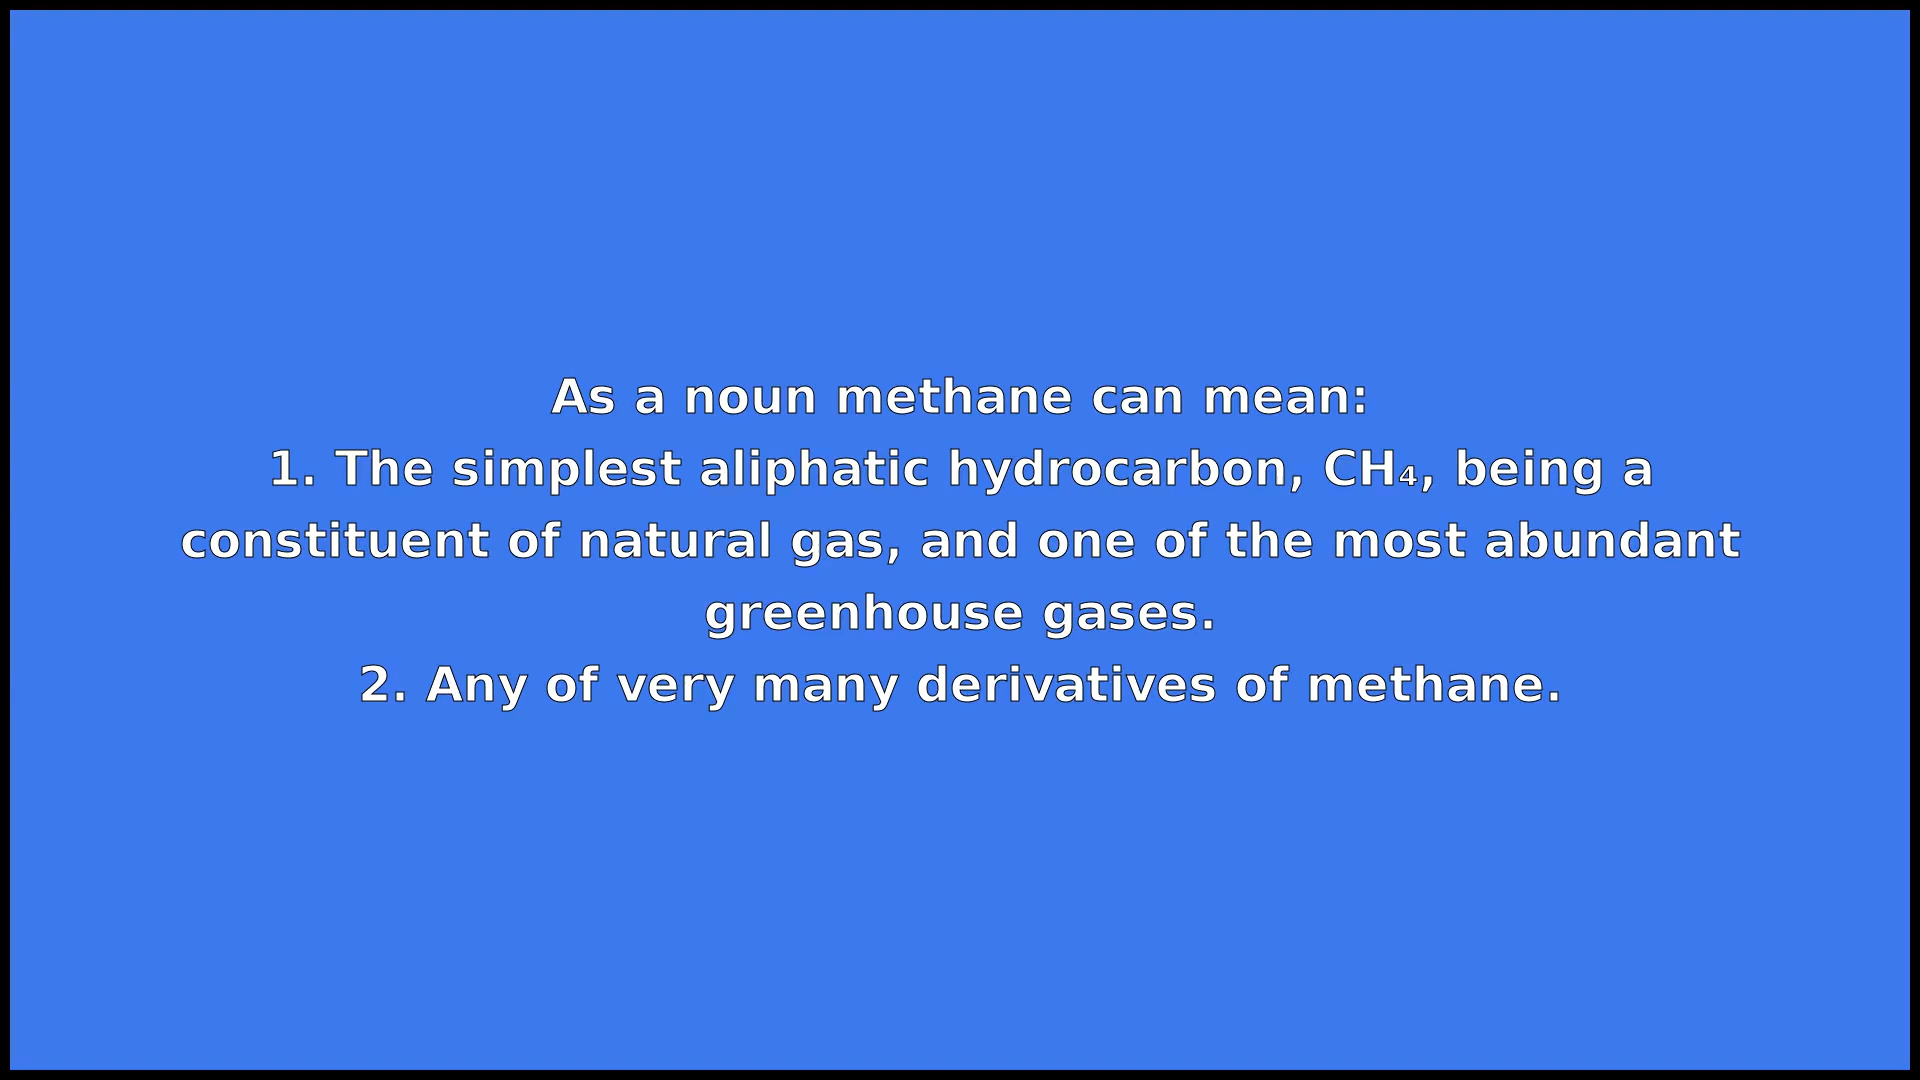 As a noun methane can mean:
1. The simplest aliphatic hydrocarbon, CH₄, being a
constituent of natural gas, and one of the most abundant
greenhouse gases.
2. Any of very many derivatives of methane.